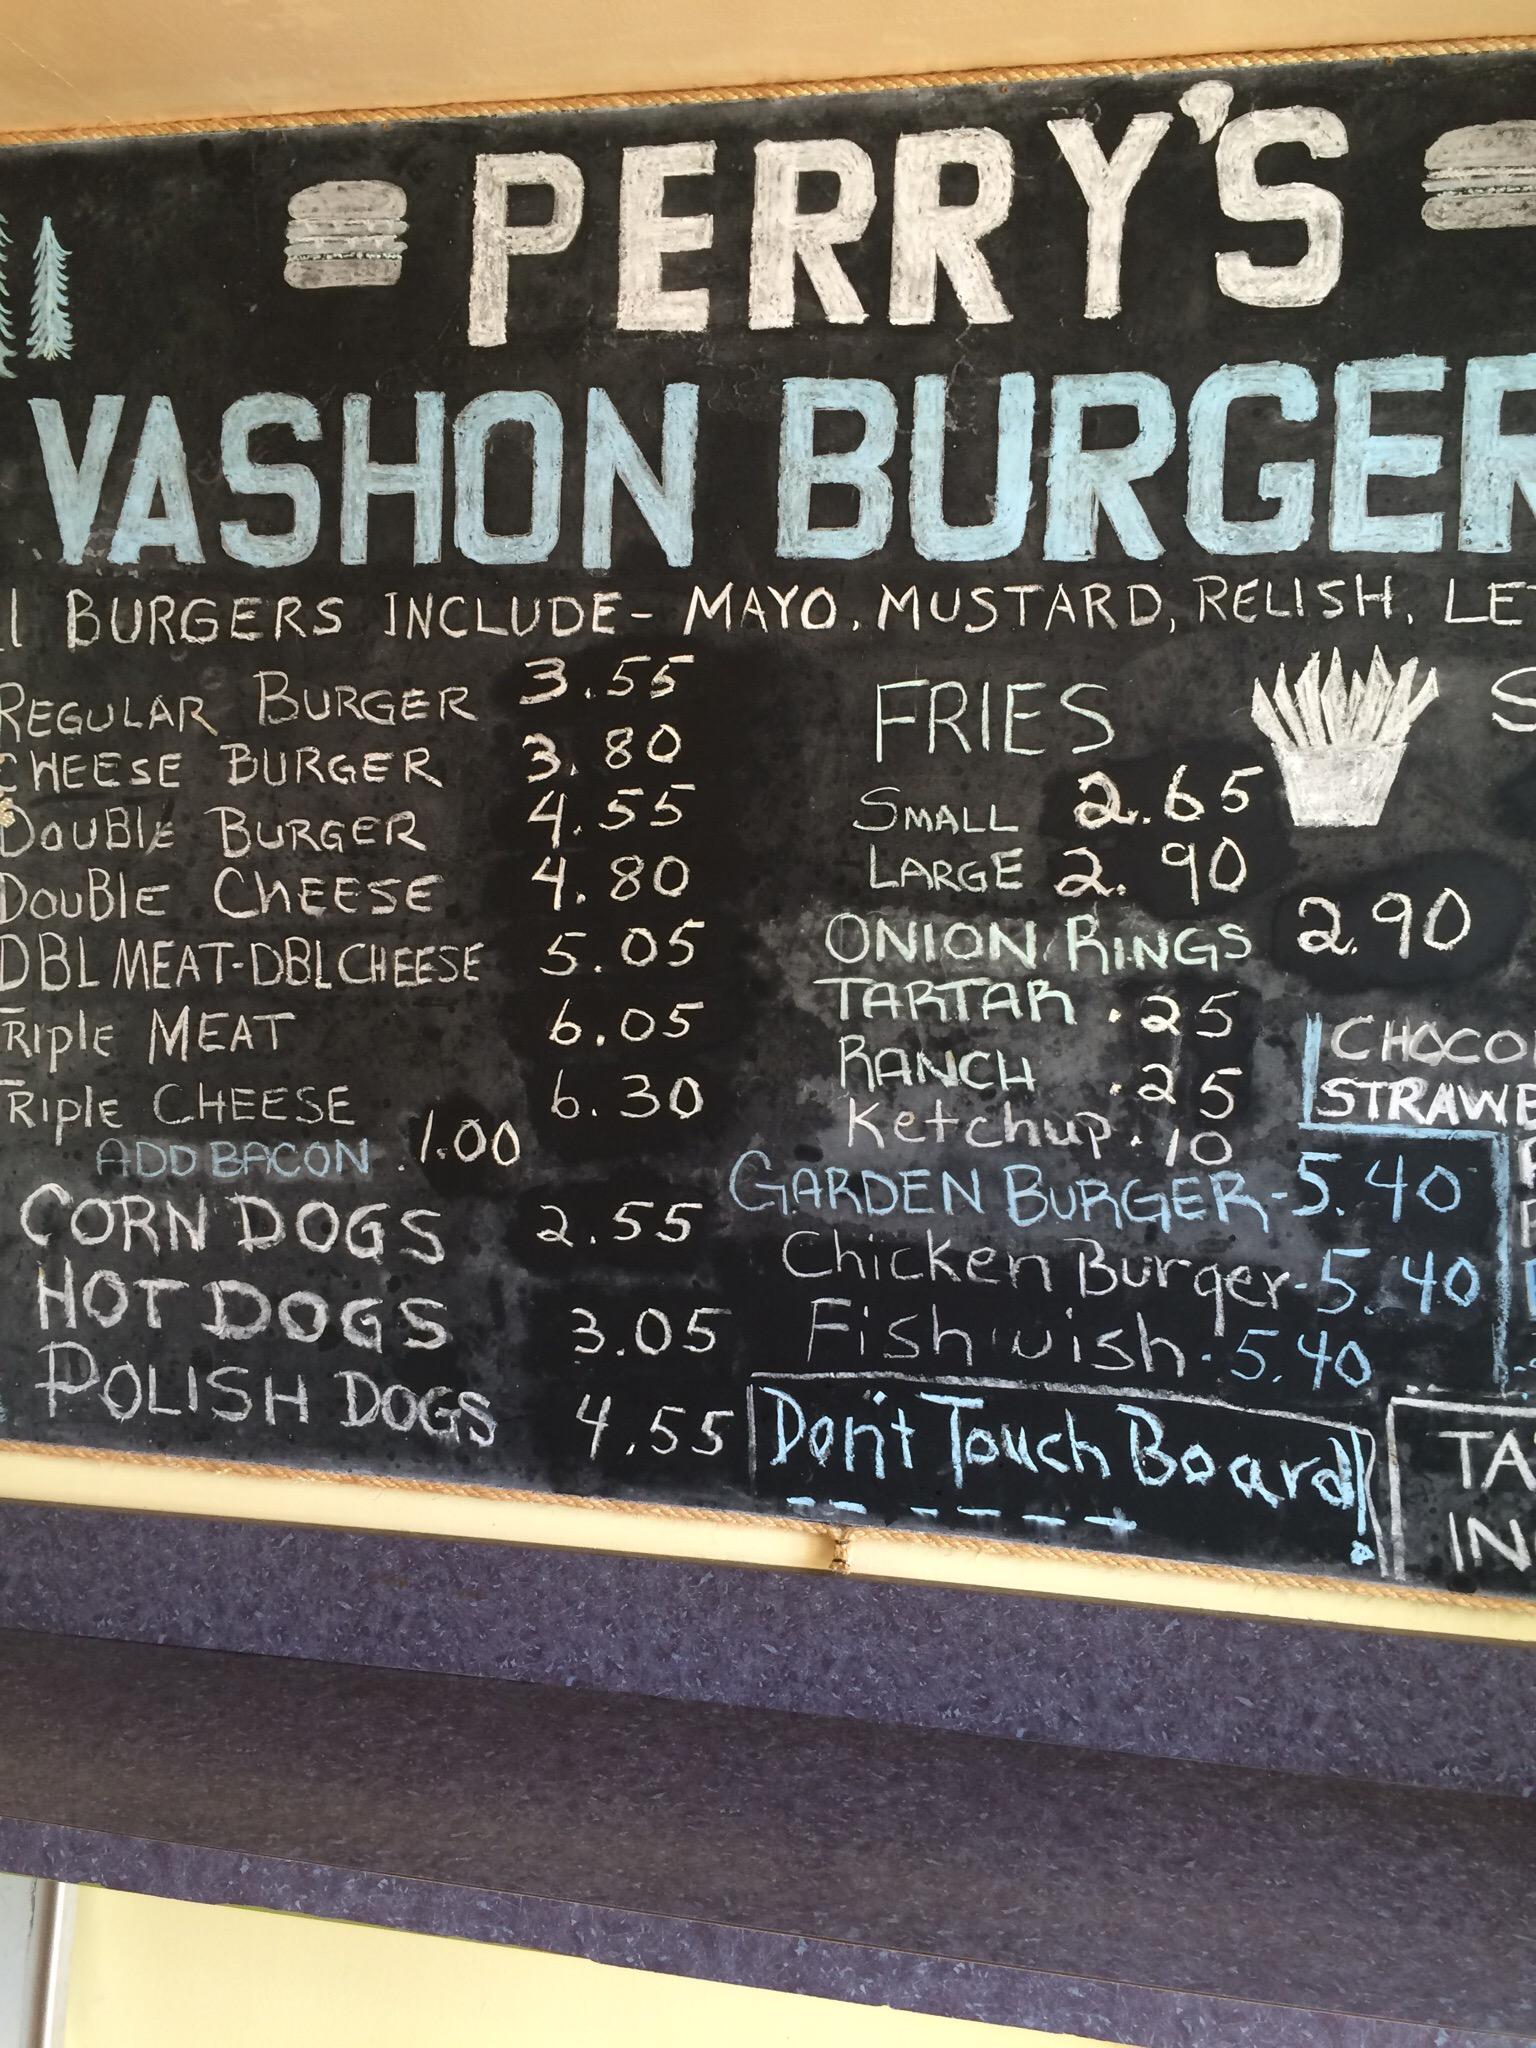 PERRY'S
VASHON BURGER
BURGERS INCLUDE- MAYO, MUSTARD, RELISH,
REGULAR BURGER 3.55
CHEESE BURGER 3.80
DOUBLE BURGER 4.55
DOUBLE CHEESE 4.80
DBL MEAT-DBL CHEESE 5.05
TRIPLE MEAT 6.05
TRIPLE CHEESE 6.30
ADD BACON .1.00
CORN DOGS 2.55
HOT DOGS 3.05
POLISH DOGS 4.55
FRIES
SMALL 2.65
LARGE 2.90
ONION RINGS 2.90
TARTAR .25
RANCH .25
Ketchup .10
GARDEN BURGER-5.40
Chicken Burger-5.40
Fishwish-5.40
Don't Touch Board!
CHOCO
STRAWB
TA
IN